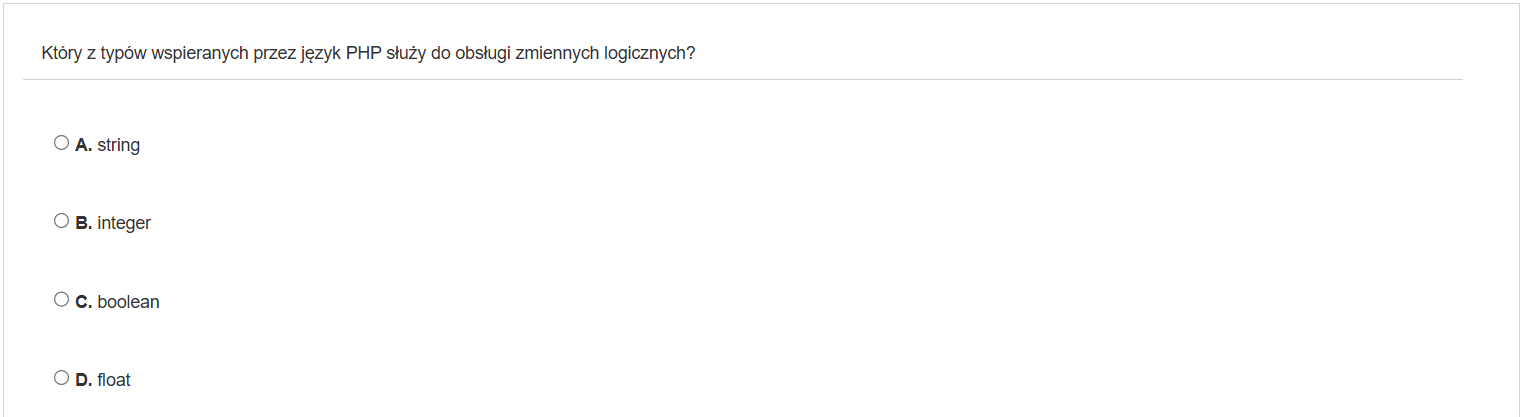 Który z typów wspieranych przez język PHP służy do obsługi zmiennych logicznych?
A. string
B. integer
C. boolean
D. float